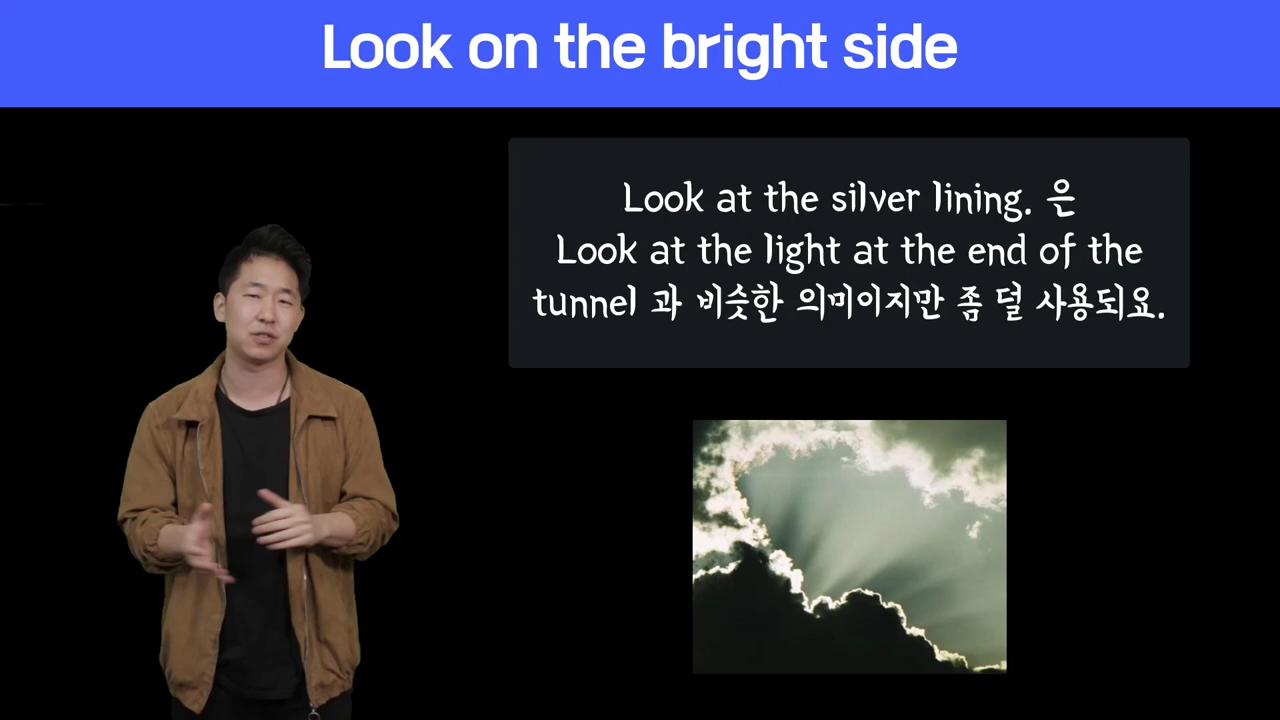 Look on the bright side
Look at the silver lining. 은
Look at the light at the end of the
tunnel 과 비슷한 의미이지만 좀 덜 사용되요.